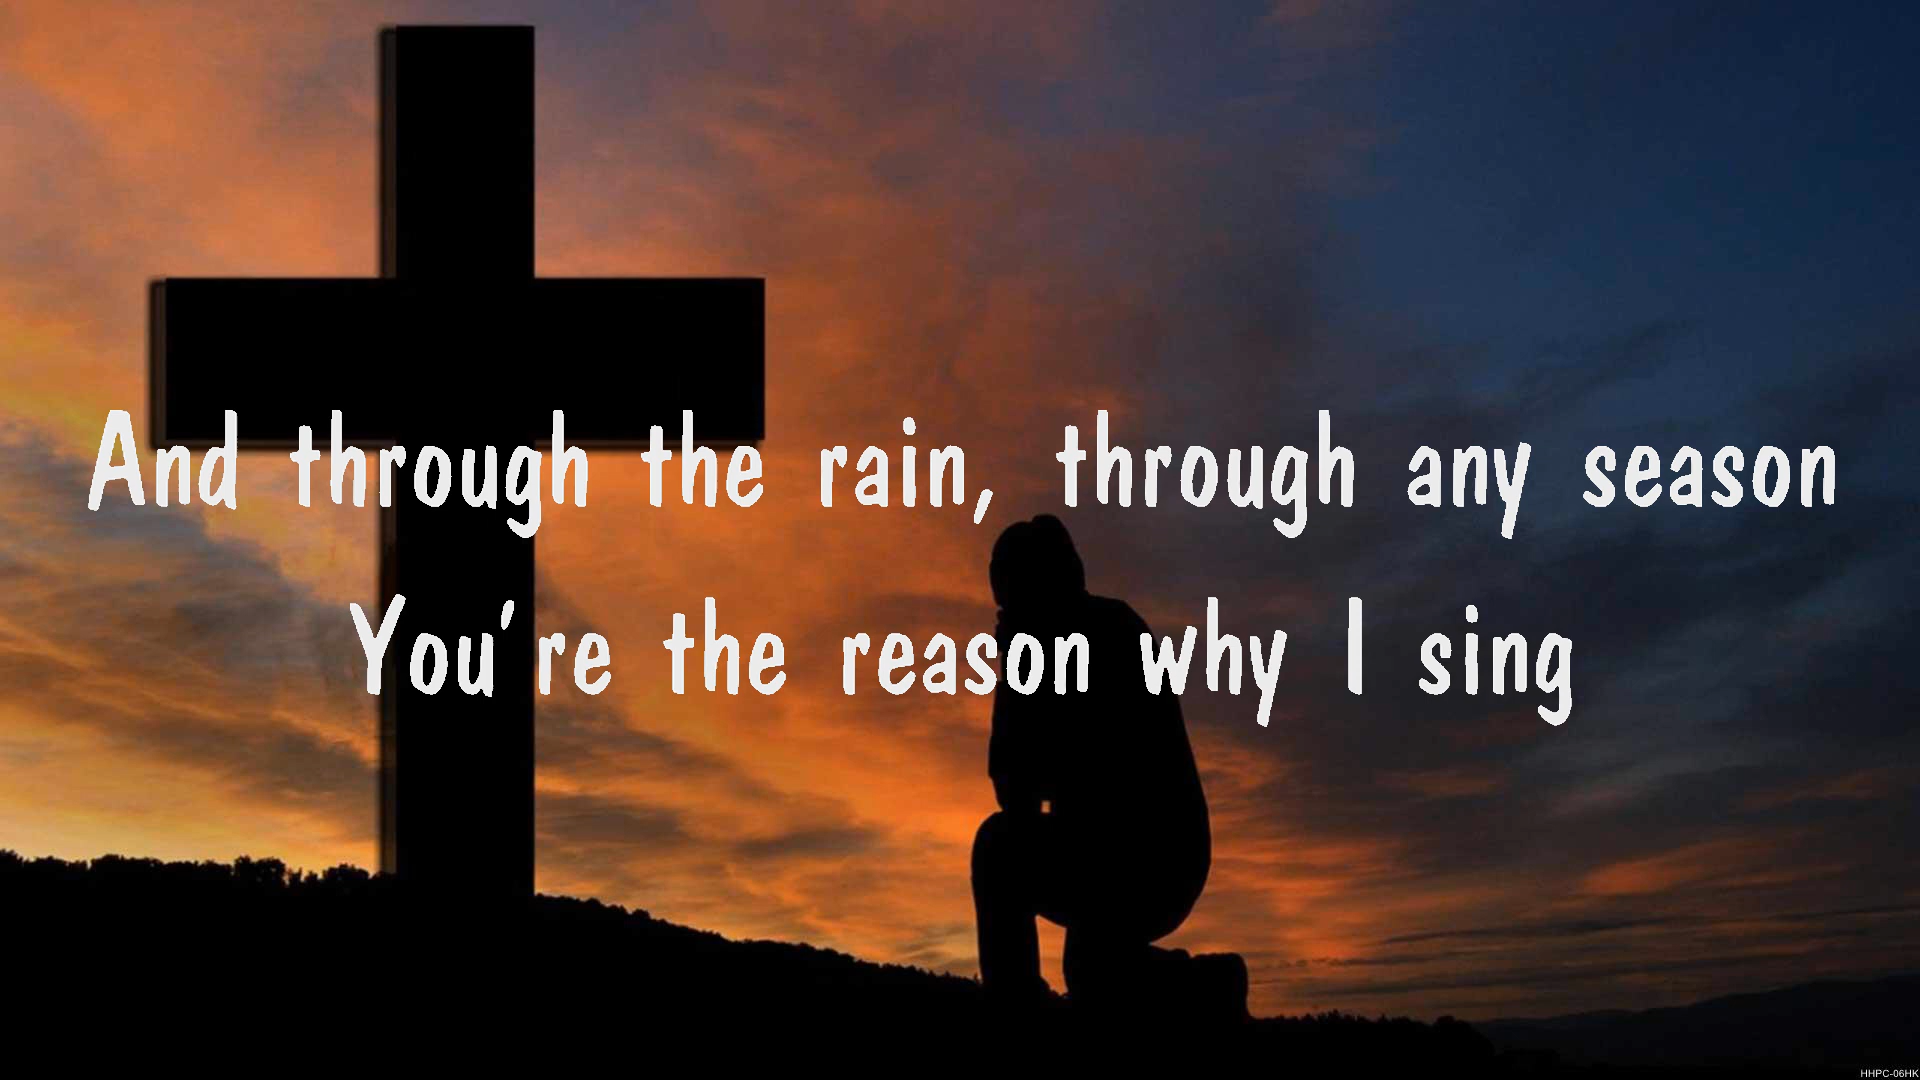 And through the rain, through any season
You're the reason why I sing
HHPC-06HK